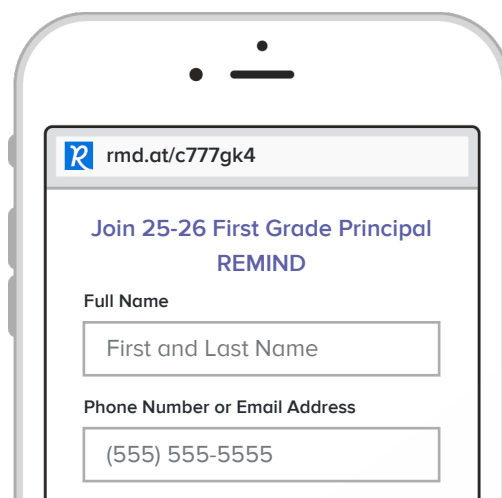 rmd.at/c777gk4
Join 25-26 First Grade Principal
REMIND
Full Name
First and Last Name
Phone Number or Email Address
(555) 555-5555